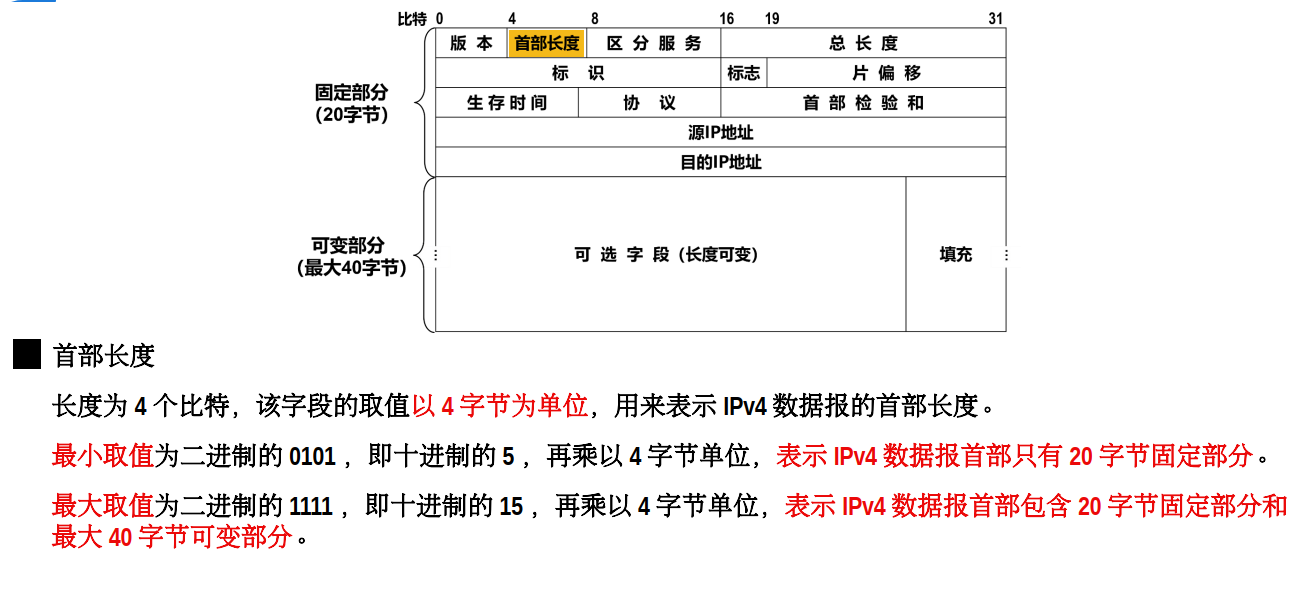 比特 0 4 8 16 19 31
版 本 首部长度 区 分 服 务 总 长 度
标 识 标志 片 偏 移
固定部分
（20字节）
生 存 时 间 协 议 首 部 检 验 和
源IP地址
目的IP地址
可变部分
（最大40字节）
可 选 字 段（长度可变） 填充
首部长度
长度为 4 个比特，该字段的取值以 4 字节为单位，用来表示 IPv4 数据报的首部长度。
最小取值为二进制的 0101 ，即十进制的 5 ，再乘以 4 字节单位，表示 IPv4 数据报首部只有 20 字节固定部分。
最大取值为二进制的 1111 ，即十进制的 15 ，再乘以 4 字节单位，表示 IPv4 数据报首部包含 20 字节固定部分和
最大 40 字节可变部分。